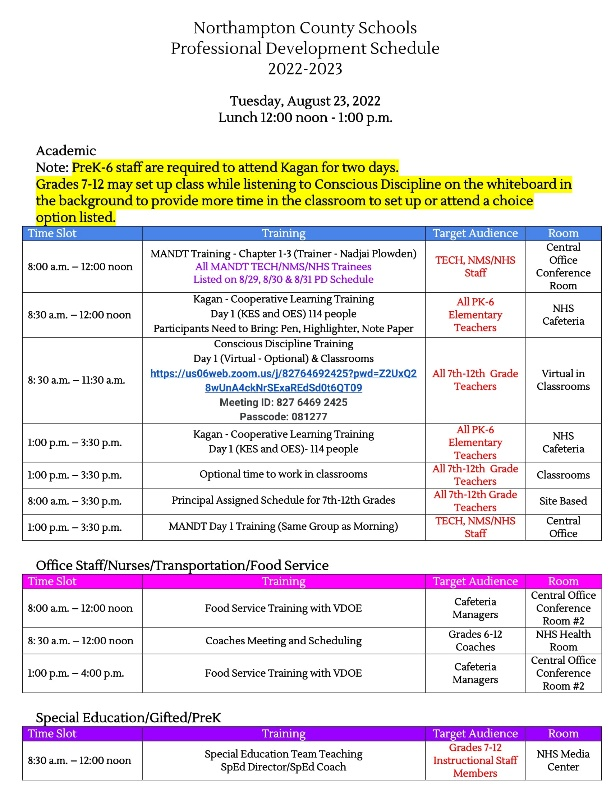 Northampton County Schools
Professional Development Schedule
2022-2023
Tuesday, August 23, 2022
Lunch 12:00 noon - 1:00 p.m.
Academic
Note: PreK-6 staff are required to attend Kagan for two days.
Grades 7-12 may set up class while listening to Conscious Discipline on the whiteboard in
the background to provide more time in the classroom to set up or attend a choice
option listed.
Time Slot Training Target Audience Room
8:00 a.m. – 12:00 noon
MANDT Training - Chapter 1-3 (Trainer - Nadjai Plowden)
All MANDT TECH/NMS/NHS Trainees
Listed on 8/29, 8/30 & 8/31 PD Schedule
TECH, NMS/NHS
Staff
Central
Office
Conference
Room
8:30 a.m. – 12:00 noon
Kagan - Cooperative Learning Training
Day 1 (KES and OES) - 114 people
Participants Need to Bring: Pen, Highlighter, Note Paper
All PK-6
Elementary
Teachers
NHS
Cafeteria
8: 30 a.m. – 11:30 a.m.
Conscious Discipline Training
Day 1 (Virtual - Optional) & Classrooms
https://us06web.zoom.us/j/82764692425?pwd=Z2UxQ2
8wUnA4ckNrSExaREdSd0t6QT09
Meeting ID: 827 6469 2425
Passcode: 081277
All 7th-12th Grade
Teachers
Virtual in
Classrooms
1:00 p.m. – 3:30 p.m.
Kagan - Cooperative Learning Training
Day 1 (KES and OES)- 114 people
All PK-6
Elementary
Teachers
NHS
Cafeteria
1:00 p.m. – 3:30 p.m.
Optional time to work in classrooms
All 7th-12th Grade
Teachers
Classrooms
8:00 a.m. – 3:30 p.m.
Principal Assigned Schedule for 7th-12th Grades
All 7th-12th Grade
Teachers
Site Based
1:00 p.m. – 3:30 p.m.
MANDT Day 1 Training (Same Group as Morning)
TECH, NMS/NHS
Staff
Central
Office
Office Staff/Nurses/Transportation/Food Service
Time Slot Training Target Audience Room
8:00 a.m. – 12:00 noon
Food Service Training with VDOE
Cafeteria
Managers
Central Office
Conference
Room #2
8: 30 a.m. – 12:00 noon
Coaches Meeting and Scheduling
Grades 6-12
Coaches
NHS Health
Room
1:00 p.m. – 4:00 p.m.
Food Service Training with VDOE
Cafeteria
Managers
Central Office
Conference
Room #2
Special Education/Gifted/PreK
Time Slot Training Target Audience Room
8:30 a.m. – 12:00 noon
Special Education Team Teaching
SpEd Director/SpEd Coach
Grades 7-12
Instructional Staff
Members
NHS Media
Center